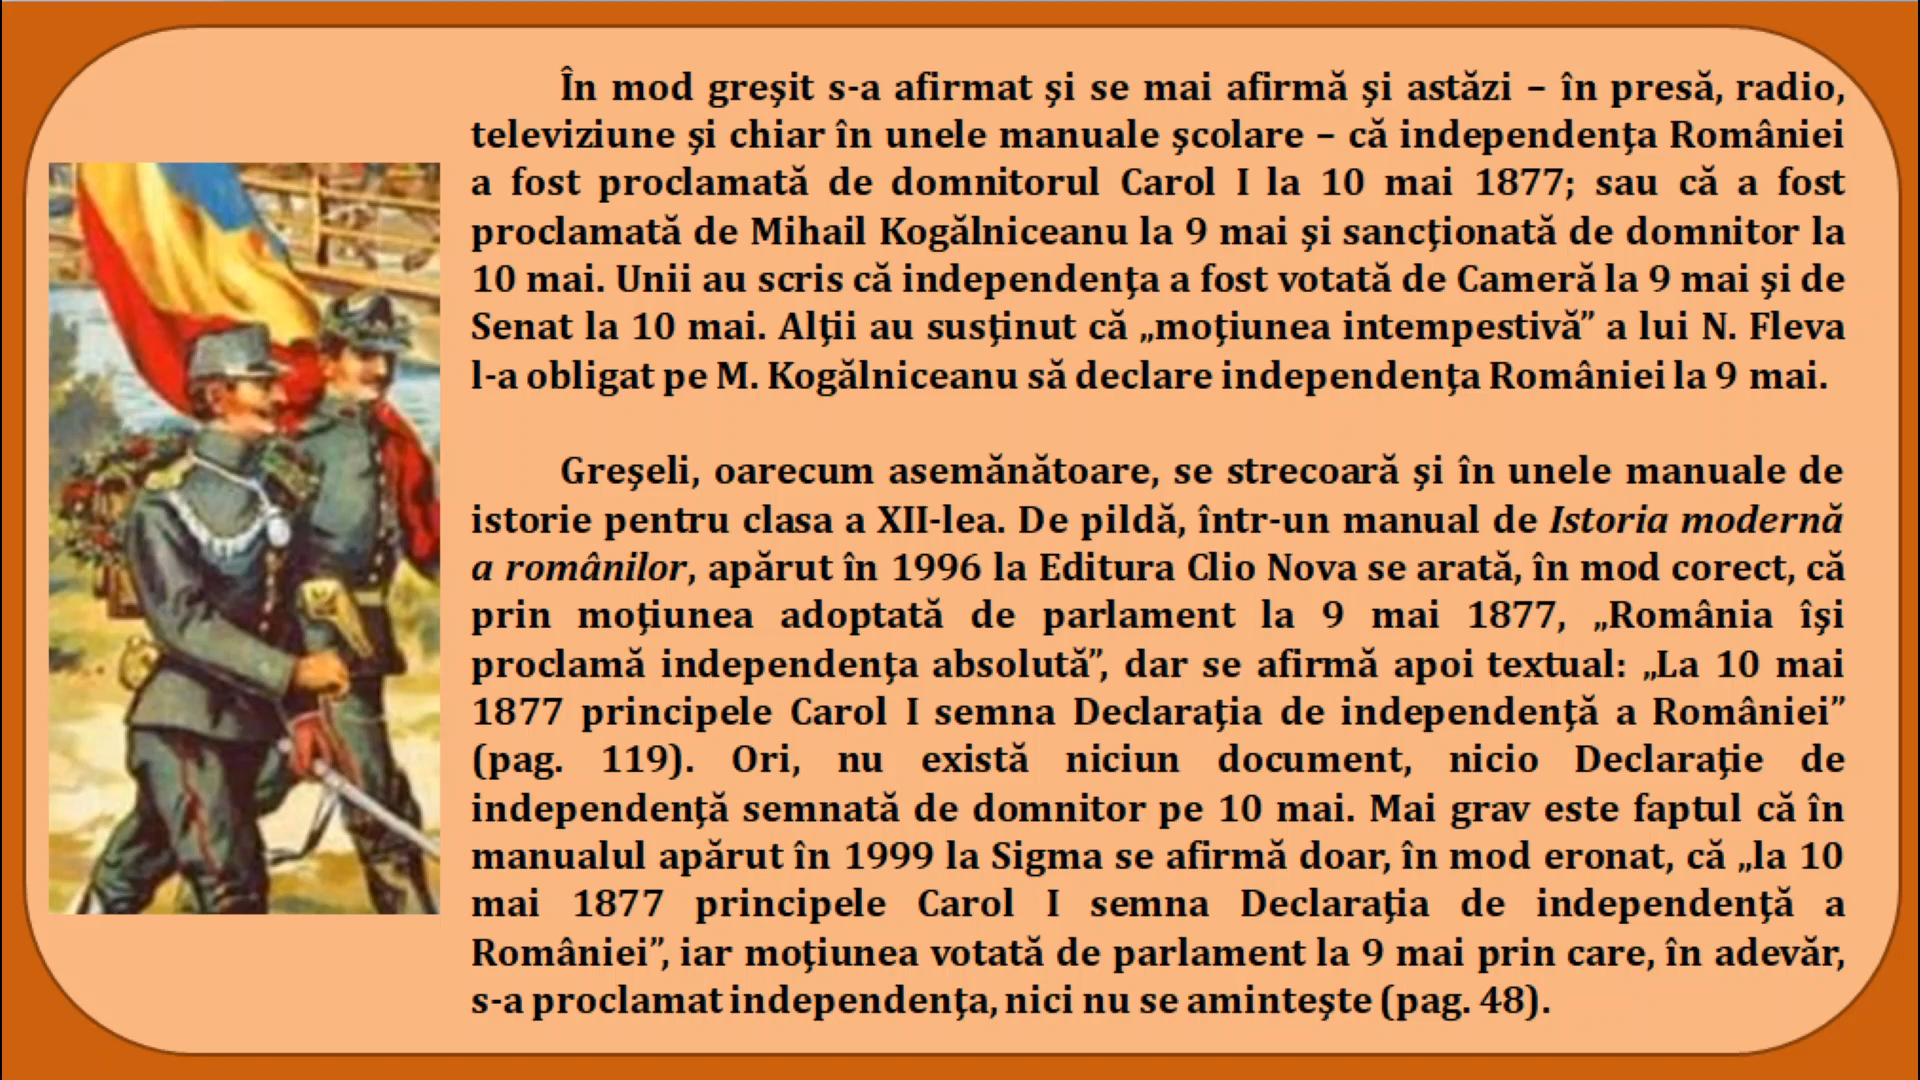 În mod greşit s-a afirmat şi se mai afirmă şi astăzi – în presă, radio,
televiziune şi chiar în unele manuale şcolare – că independenţa României
a fost proclamată de domnitorul Carol I la 10 mai 1877; sau că a fost
proclamată de Mihail Kogălniceanu la 9 mai şi sancţionată de domnitor la
10 mai. Unii au scris că independenţa a fost votată de Cameră la 9 mai şi de
Senat la 10 mai. Alţii au susţinut că „moţiunea intempestivă” a lui N. Fleva
l-a obligat pe M. Kogălniceanu să declare independenţa României la 9 mai.
Greşeli, oarecum asemănătoare, se strecoară şi în unele manuale de
istorie pentru clasa a XII-lea. De pildă, într-un manual de Istoria modernă
a românilor, apărut în 1996 la Editura Clio Nova se arată, în mod corect, că
prin moţiunea adoptată de parlament la 9 mai 1877, „România îşi
proclamă independenţa absolută”, dar se afirmă apoi textual: „La 10 mai
1877 principele Carol I semna Declaraţia de independenţă a României”
(pag. 119). Ori, nu există niciun document, nicio Declaraţie de
independenţă semnată de domnitor pe 10 mai. Mai grav este faptul că în
manualul apărut în 1999 la Sigma se afirmă doar, în mod eronat, că „la 10
mai 1877 principele Carol I semna Declaraţia de independenţă a
României”, iar moţiunea votată de parlament la 9 mai prin care, în adevăr,
s-a proclamat independenţa, nici nu se aminteşte (pag. 48).